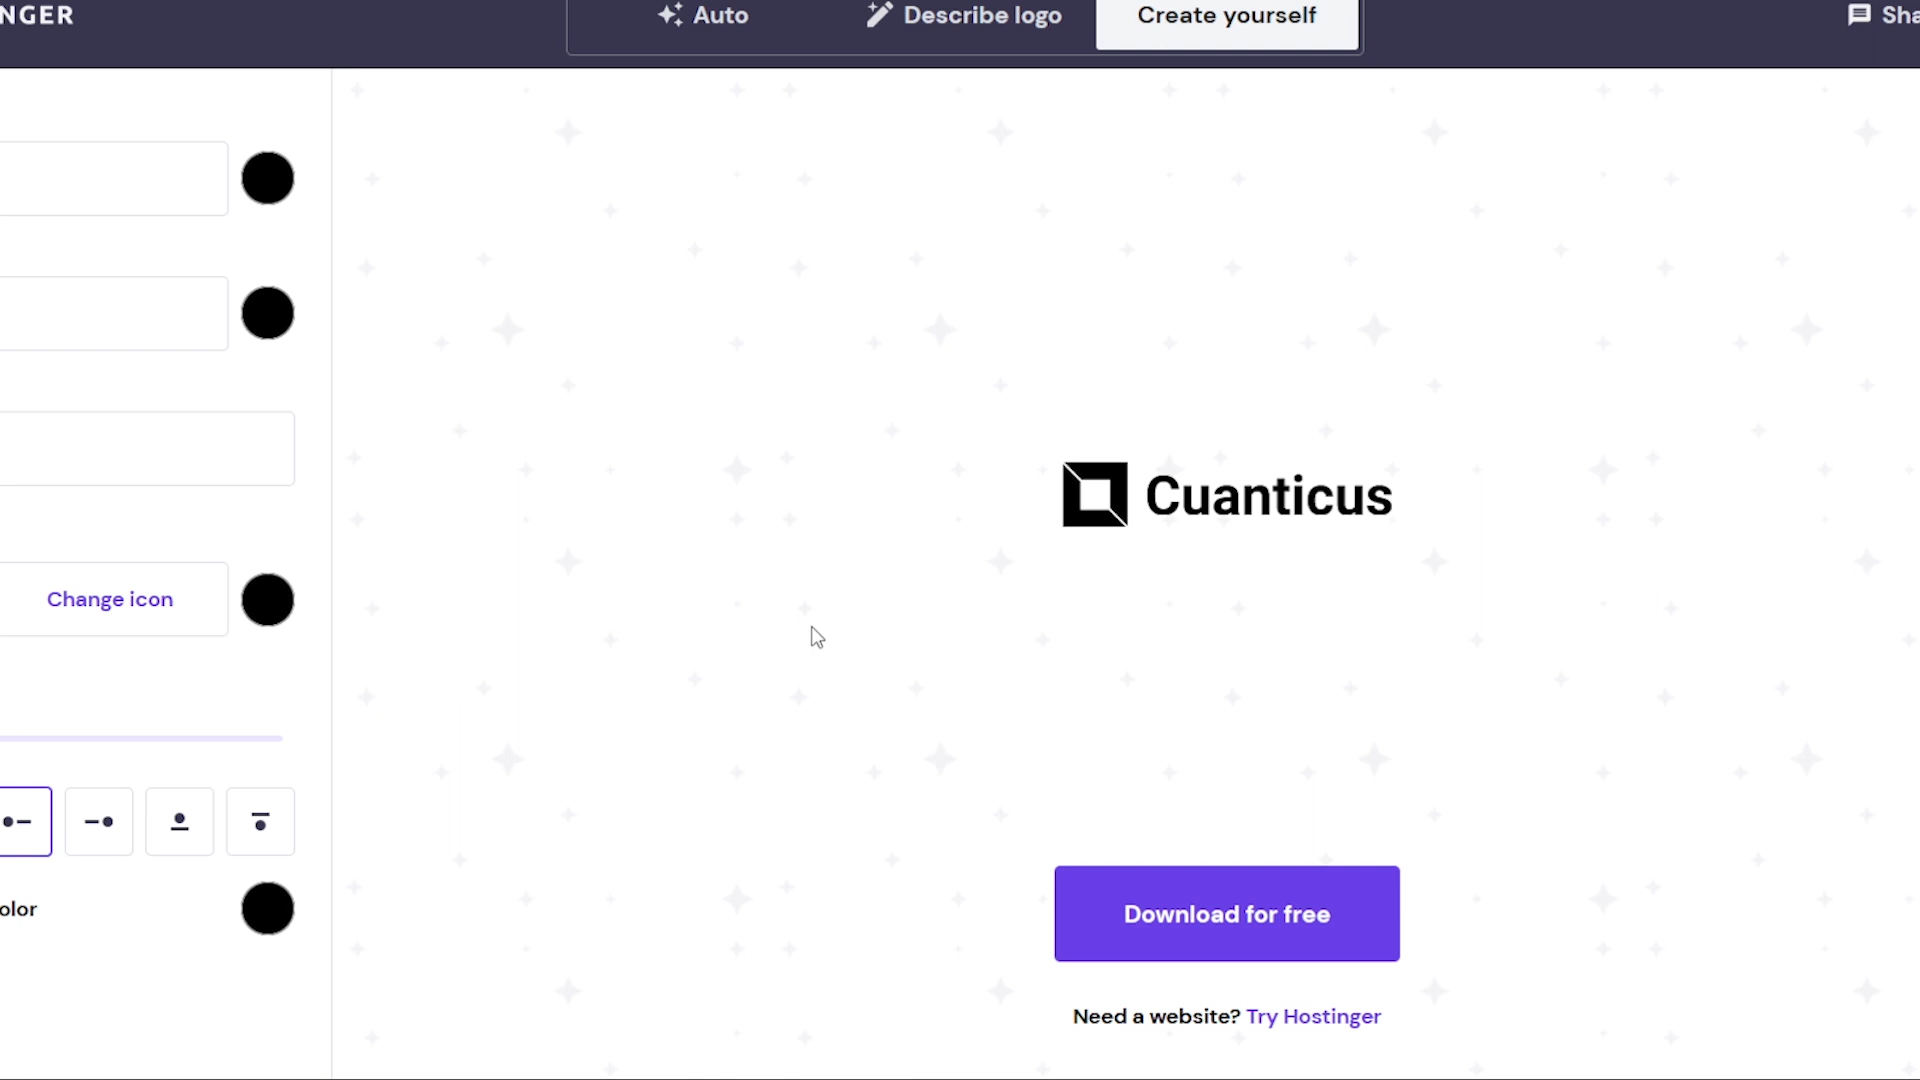 NGER
Auto
Describe logo
Create yourself
Sha
Cuanticus
Change icon
olor
Download for free
Need a website? Try Hostinger